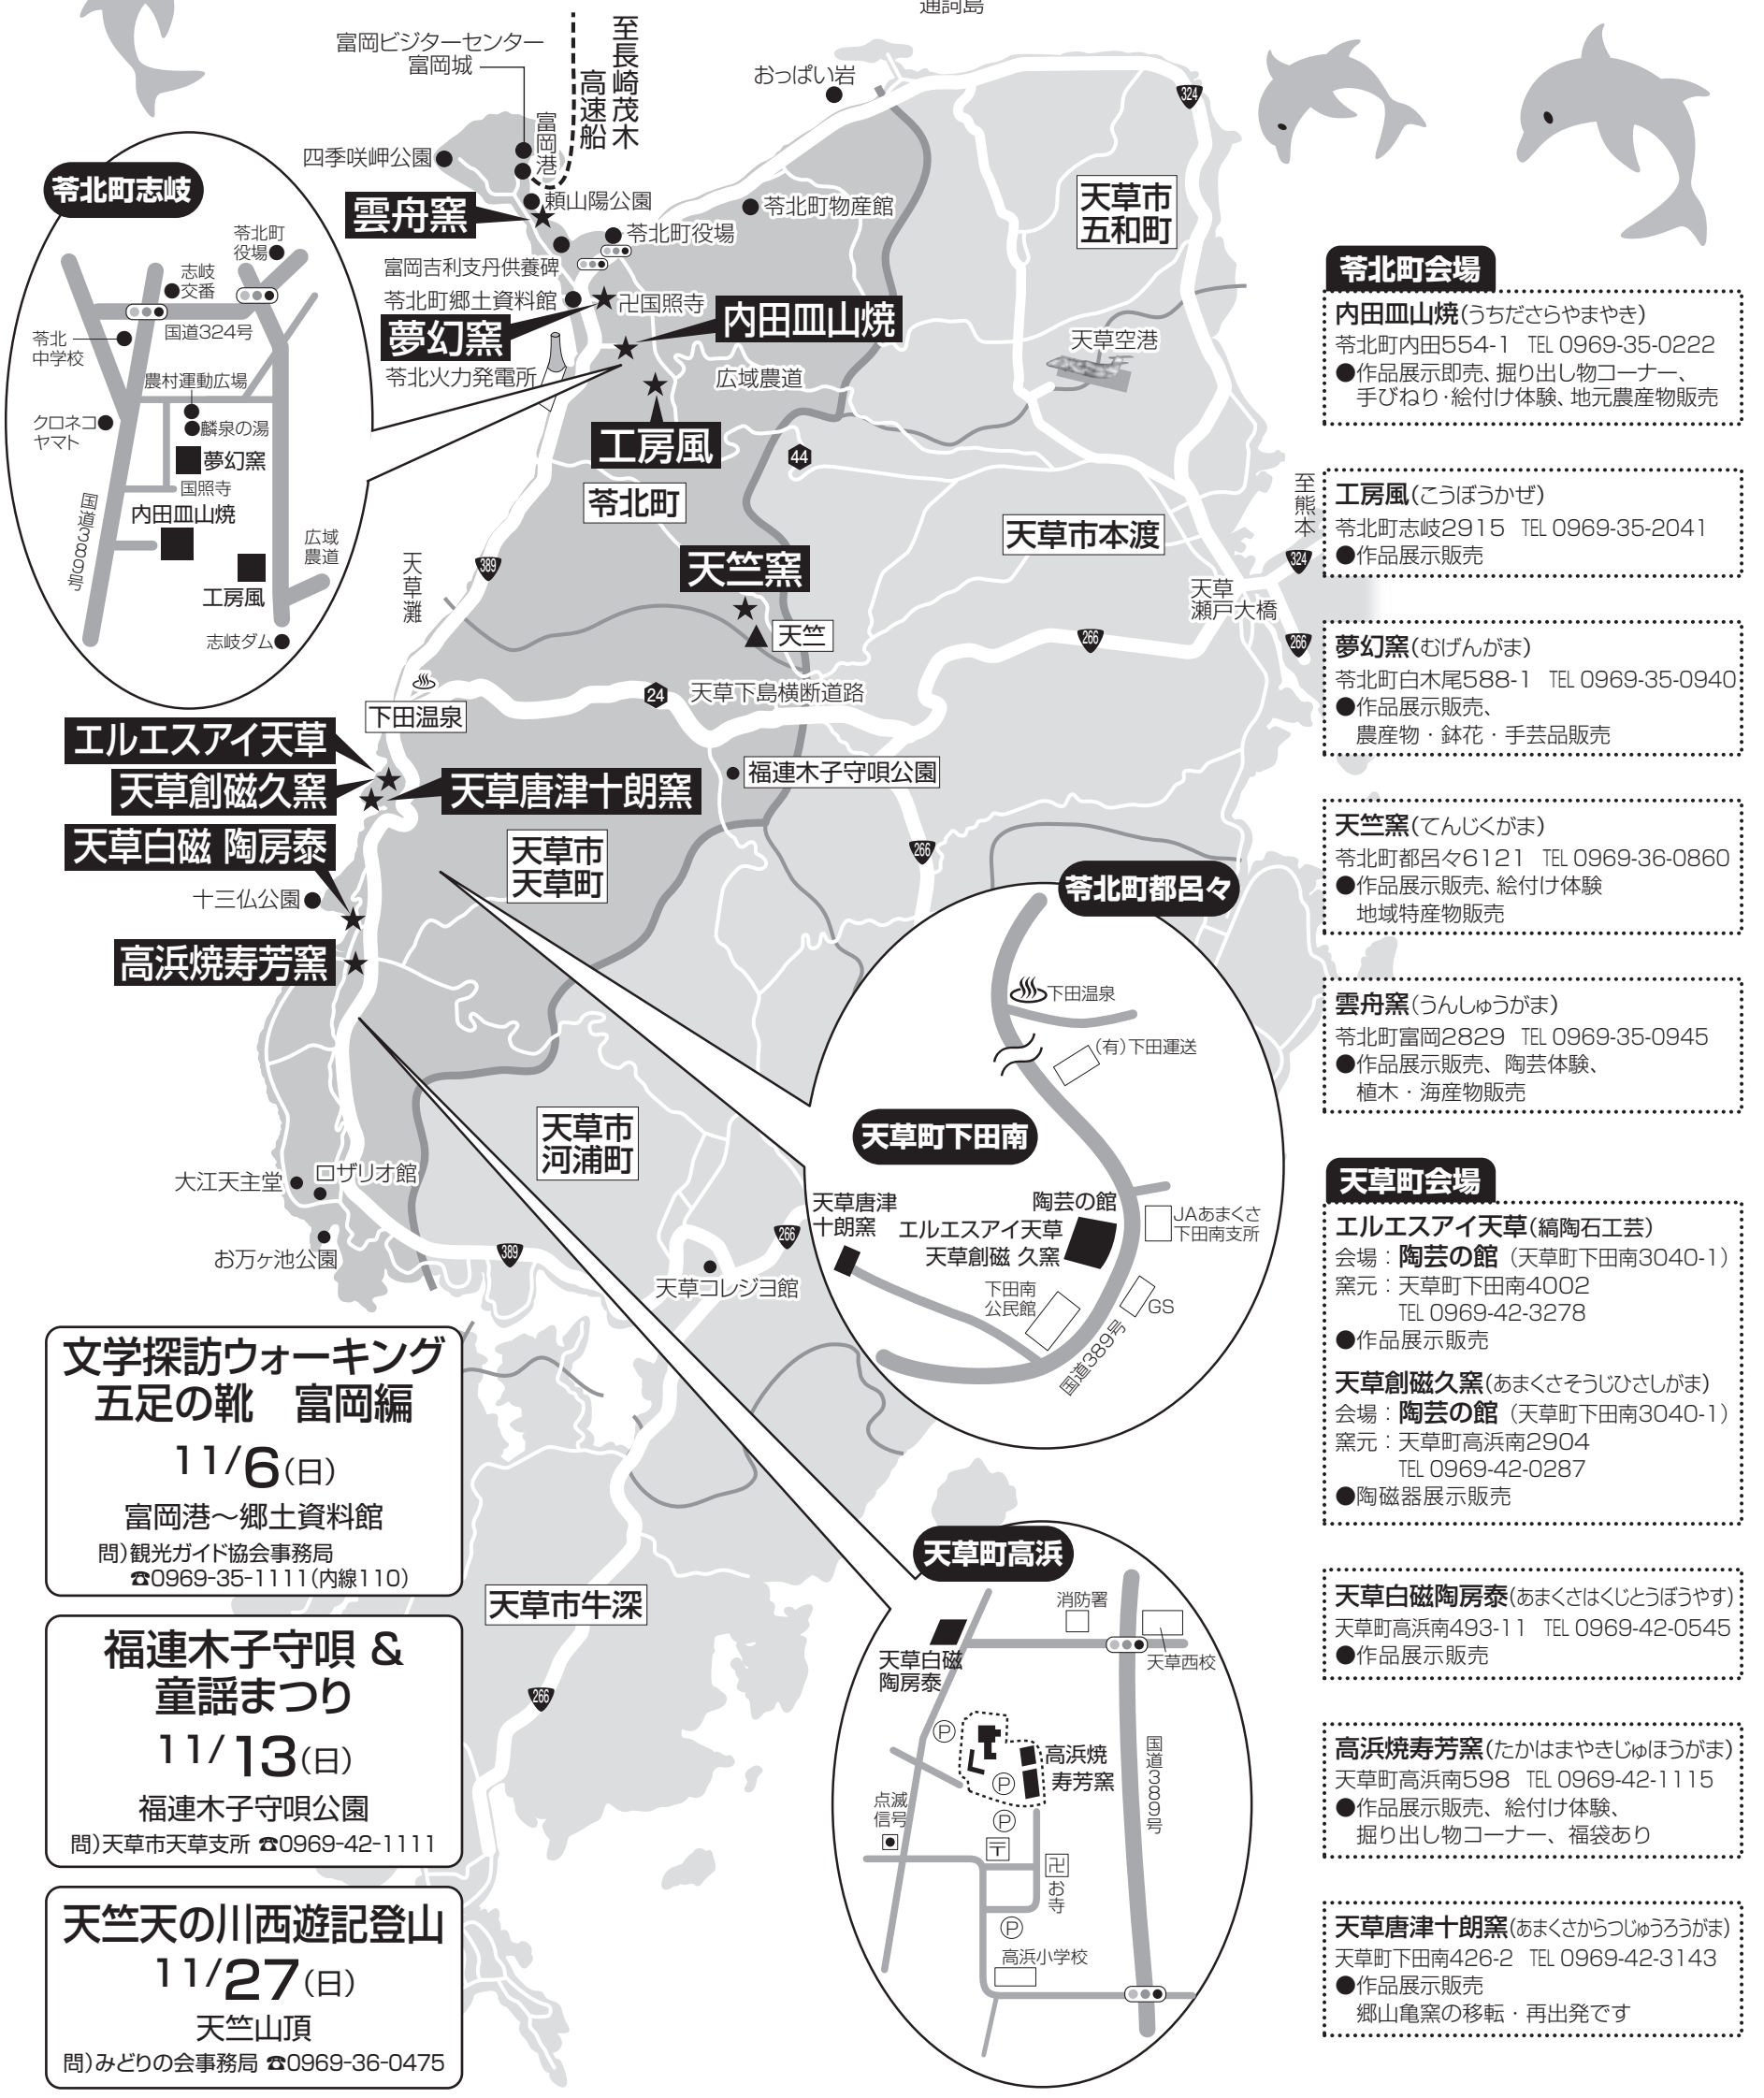 通詞島
富岡ビジターセンター
富岡城
至長崎茂木
高速船
富岡港
おっぱい岩
324
四季咲岬公園
頼山陽公園
雲舟窯
苓北町物産館
苓北町役場
天草市
五和町
富岡吉利支丹供養碑
苓北町郷土資料館
卍国照寺
夢幻窯
内田皿山焼
苓北火力発電所
広域農道
天草空港
工房風
44
苓北町
天草市本渡
至熊本
324
天草灘
389
天竺窯
天竺
天草
瀬戸大橋
266
266
下田温泉
24
天草下島横断道路
エルエスアイ天草
天草創磁久窯
天草唐津十朗窯
福連木子守唄公園
天草白磁 陶房泰
天草市
天草町
266
十三仏公園
高浜焼寿芳窯
天草市
河浦町
大江天主堂
ロザリオ館
お万ヶ池公園
389
266
天草コレジヨ館
天草市牛深
266
苓北町志岐
苓北町
役場
志岐
交番
国道324号
苓北
中学校
農村運動広場
クロネコ
ヤマト
麟泉の湯
夢幻窯
国照寺
国道389号
内田皿山焼
広域
農道
工房風
志岐ダム
苓北町都呂々
下田温泉
(有)下田運送
天草町下田南
天草唐津
十朗窯
陶芸の館
エルエスアイ天草
天草創磁 久窯
JAあまくさ
下田南支所
下田南
公民館
GS
国道389号
天草町高浜
消防署
天草西校
天草白磁
陶房泰
P
高浜焼
寿芳窯
P
国道389号
点滅
信号
P
〒
卍
お寺
P
高浜小学校
文学探訪ウォーキング
五足の靴　富岡編
11/6(日)
富岡港〜郷土資料館
問)観光ガイド協会事務局
☎0969-35-1111(内線110)
福連木子守唄 &
童謡まつり
11/13(日)
福連木子守唄公園
問)天草市天草支所 ☎0969-42-1111
天竺天の川西遊記登山
11/27(日)
天竺山頂
問)みどりの会事務局 ☎0969-36-0475
苓北町会場
内田皿山焼(うちださらやまやき)
苓北町内田554-1 TEL 0969-35-0222
●作品展示即売、掘り出し物コーナー、
手びねり・絵付け体験、地元農産物販売
工房風(こうぼうかぜ)
苓北町志岐2915 TEL 0969-35-2041
●作品展示販売
夢幻窯(むげんがま)
苓北町白木尾588-1 TEL 0969-35-0940
●作品展示販売、
農産物・鉢花・手芸品販売
天竺窯(てんじくがま)
苓北町都呂々6121 TEL 0969-36-0860
●作品展示販売、絵付け体験
地域特産物販売
雲舟窯(うんしゅうがま)
苓北町富岡2829 TEL 0969-35-0945
●作品展示販売、陶芸体験、
植木・海産物販売
天草町会場
エルエスアイ天草(縞陶石工芸)
会場：陶芸の館（天草町下田南3040-1）
窯元：天草町下田南4002
TEL 0969-42-3278
●作品展示販売
天草創磁久窯(あまくさそうじひさしがま)
会場：陶芸の館（天草町下田南3040-1）
窯元：天草町高浜南2904
TEL 0969-42-0287
●陶磁器展示販売
天草白磁陶房泰(あまくさはくじとうぼうやす)
天草町高浜南493-11 TEL 0969-42-0545
●作品展示販売
高浜焼寿芳窯(たかはまやきじゅほうがま)
天草町高浜南598 TEL 0969-42-1115
●作品展示販売、絵付け体験、
掘り出し物コーナー、福袋あり
天草唐津十朗窯(あまくさからつじゅうろうがま)
天草町下田南426-2 TEL 0969-42-3143
●作品展示販売
郷山亀窯の移転・再出発です